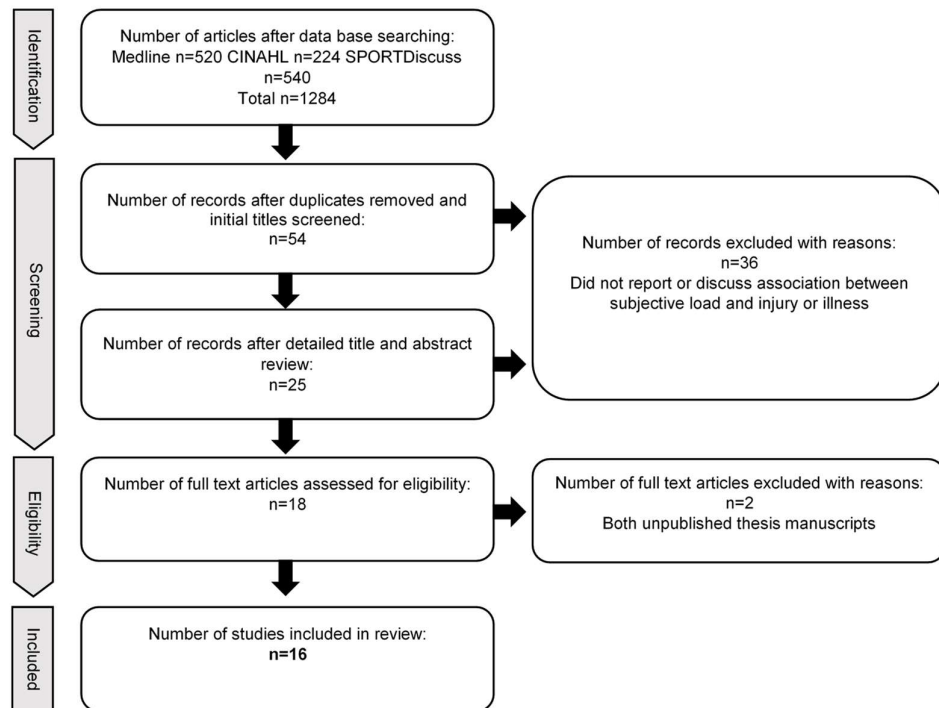 Identification
Number of articles after data base searching:
Medline n=520 CINAHL n=224 SPORTDiscuss
n=540
Total n=1284
Screening
Number of records after duplicates removed and
initial titles screened:
n=54
Number of records excluded with reasons:
n=36
Did not report or discuss association between
subjective load and injury or illness
Number of records after detailed title and abstract
review:
n=25
Eligibility
Number of full text articles assessed for eligibility:
n=18
Number of full text articles excluded with reasons:
n=2
Both unpublished thesis manuscripts
Included
Number of studies included in review:
n=16